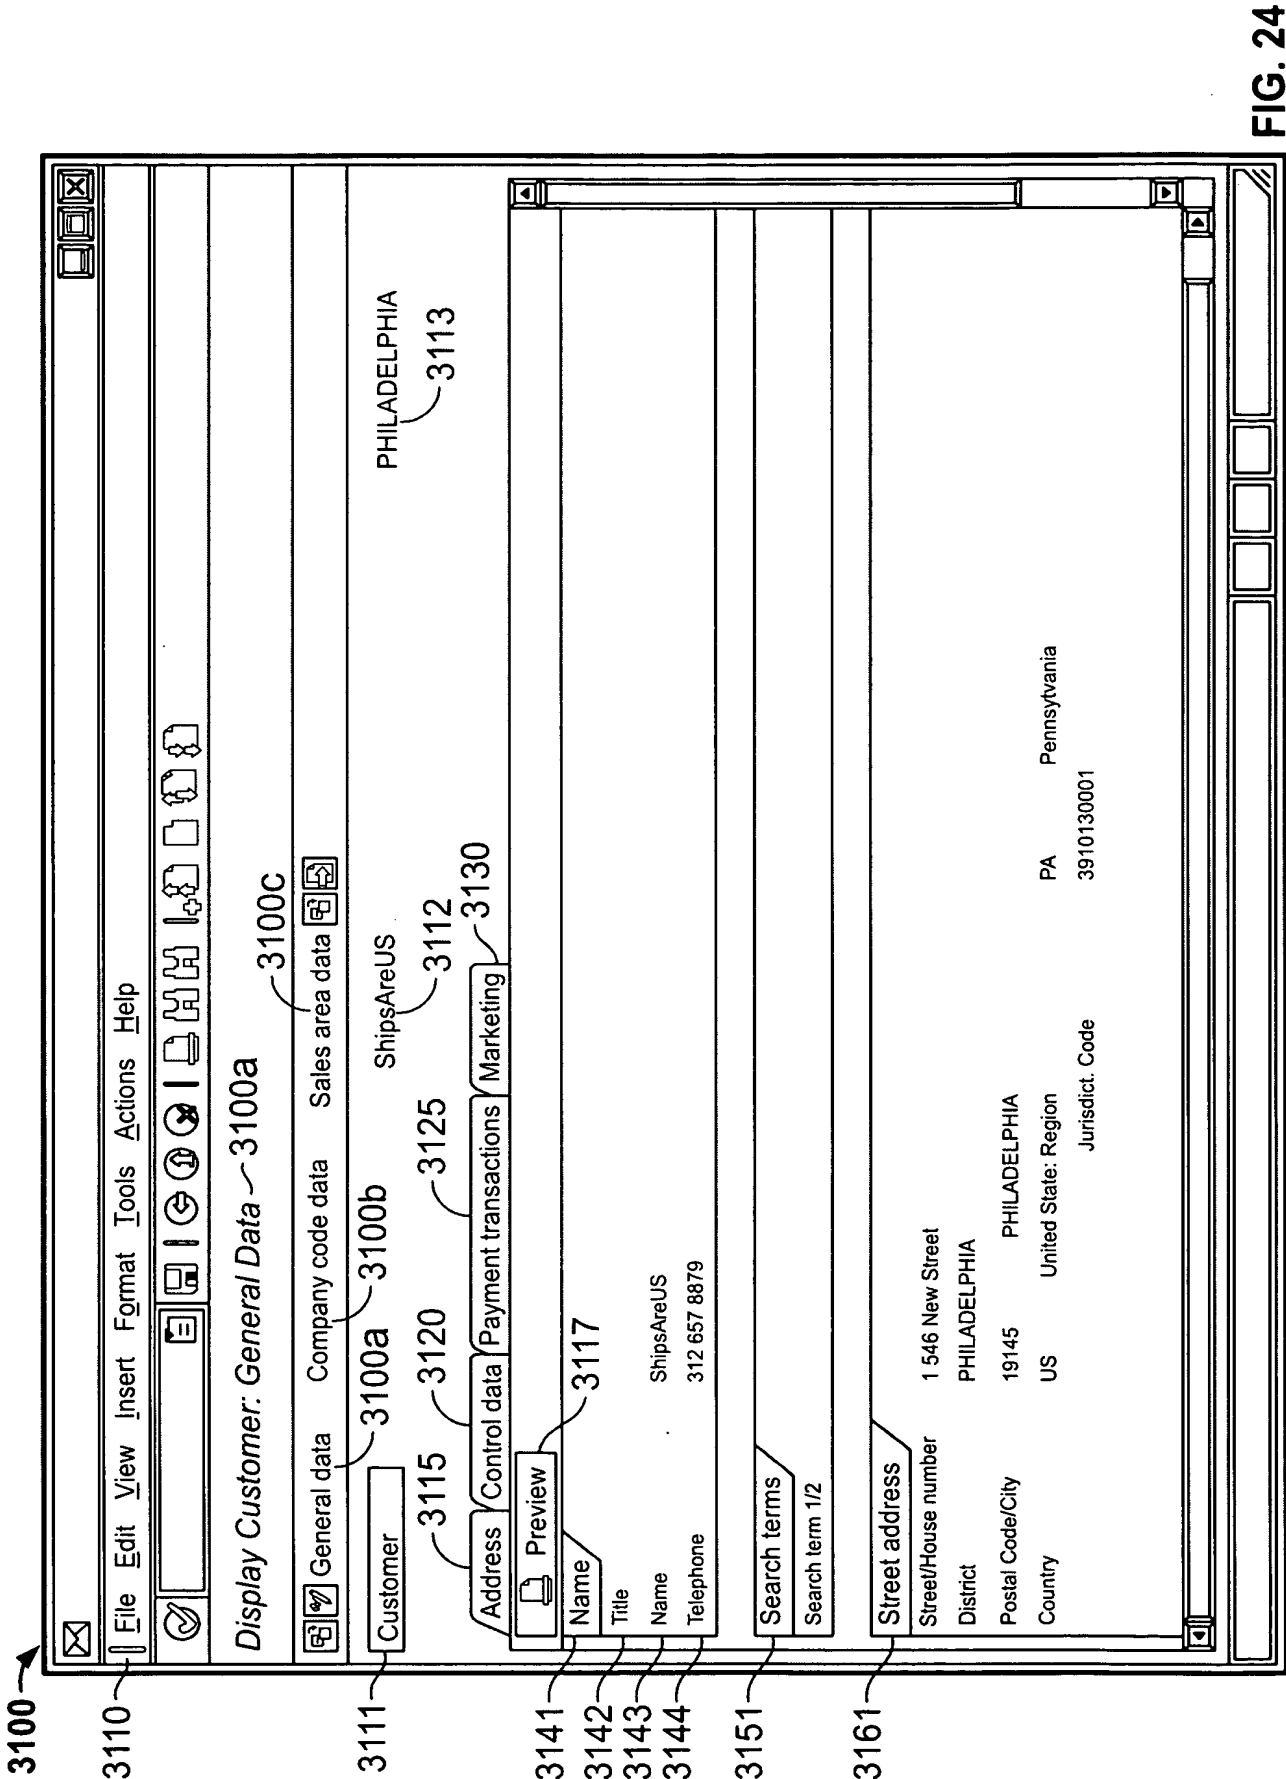 3100
3110
File Edit View Insert Format Tools Actions Help
Display Customer: General Data 3100a
General data Company code data Sales area data 3100c
3100a 3100b
3111 Customer ShipsAreUS PHILADELPHIA
3112 3113
3115 3120 3125 3130
Address Control data Payment transactions Marketing
Preview 3117
3141 Name
3142 Title
3143 Name ShipsAreUS
3144 Telephone 312 657 8879
3151 Search terms
Search term 1/2
3161 Street address
Street/House number 1 546 New Street
District PHILADELPHIA
Postal Code/City 19145 PHILADELPHIA
Country US United State: Region PA Pennsytvania
Jurisdict. Code 3910130001
FIG. 24